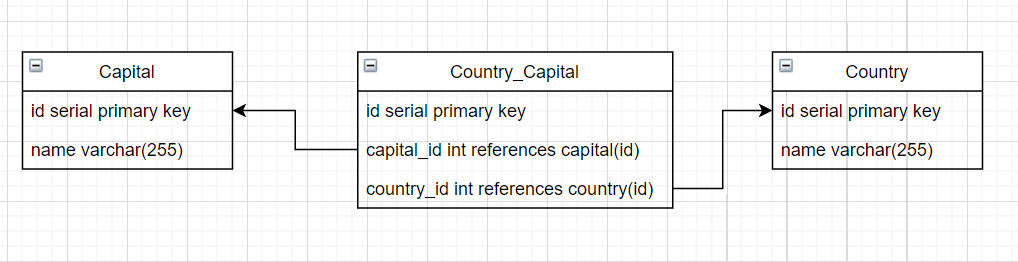 Capital
id serial primary key
name varchar(255)
Country_Capital
id serial primary key
capital_id int references capital(id)
country_id int references country(id)
Country
id serial primary key
name varchar(255)